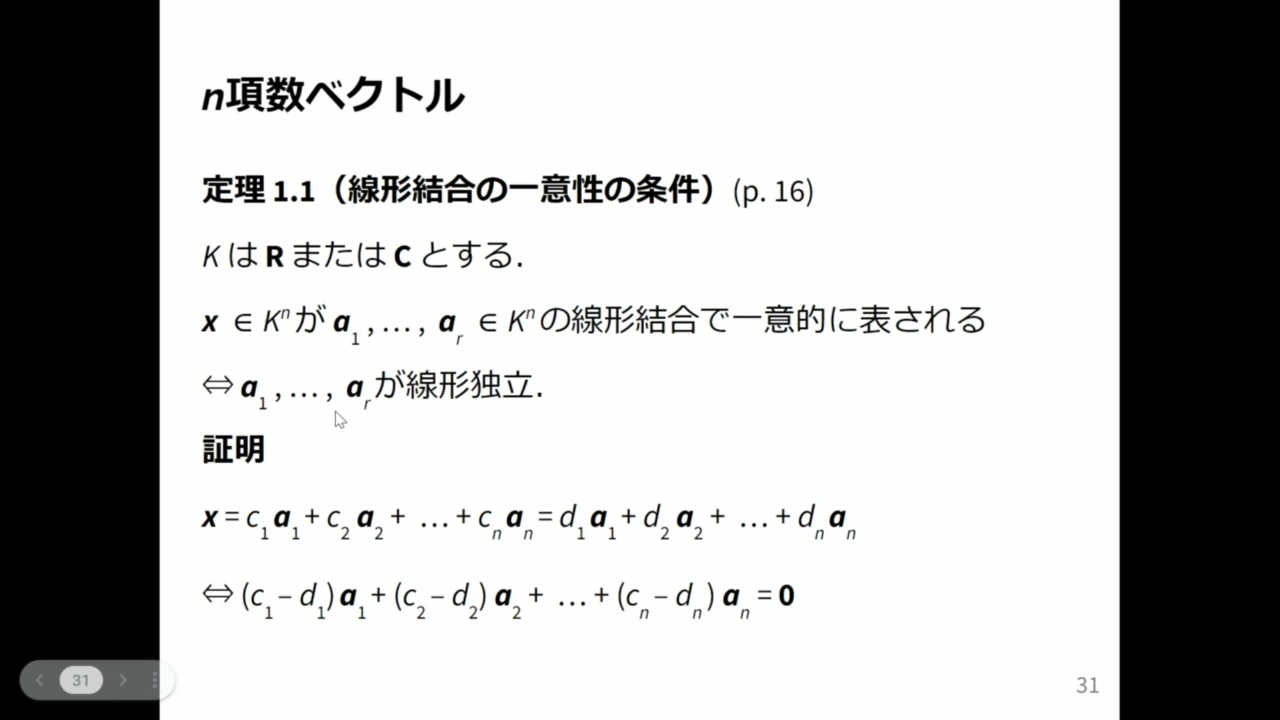 n項数ベクトル
定理 1.1（線形結合の一意性の条件）(p. 16)
K は R または C とする.
x ∈ Kⁿ が a₁ , … , aᵣ ∈ Kⁿ の線形結合で一意的に表される
⇔ a₁ , … , aᵣ が線形独立.
証明
x = c₁a₁ + c₂a₂ + … + cₙaₙ = d₁a₁ + d₂a₂ + … + dₙaₙ
⇔ (c₁ – d₁) a₁ + (c₂ – d₂) a₂ + … + (cₙ – dₙ) aₙ = 0
31
31